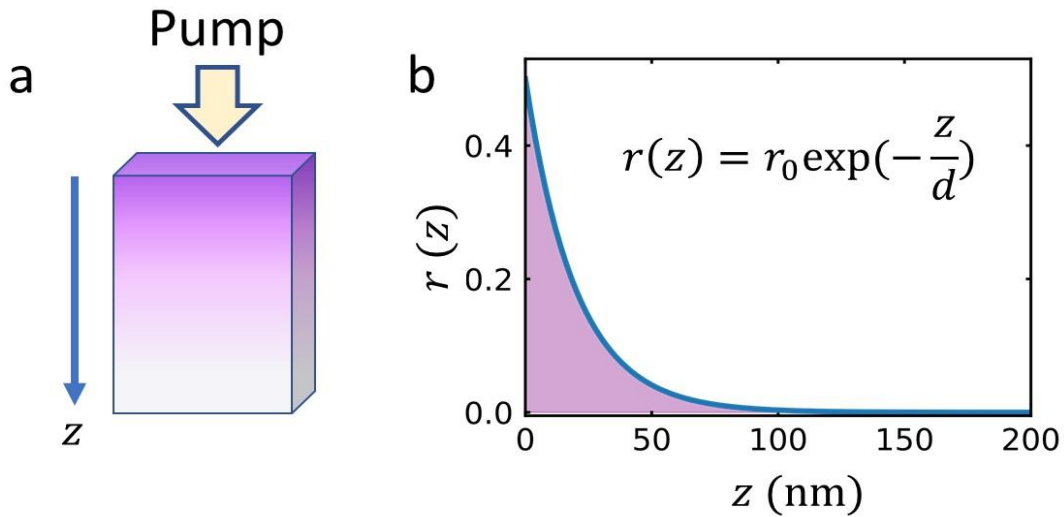 Pump
a
z
b
r(z) = r₀exp(−z/d)
0.4
0.2
0.0
r (z)
0
50
100
150
200
z (nm)